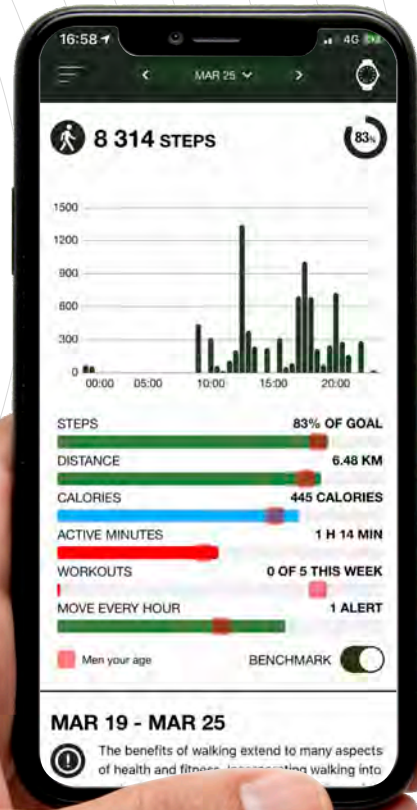 16:58 4G
MAR 25
8 314 STEPS 83%
1500
1200
900
600
300
0
00:00 05:00 10:00 15:00 20:00
STEPS 83% OF GOAL
DISTANCE 6.48 KM
CALORIES 445 CALORIES
ACTIVE MINUTES 1 H 14 MIN
WORKOUTS 0 OF 5 THIS WEEK
MOVE EVERY HOUR 1 ALERT
Men your age BENCHMARK
MAR 19 - MAR 25
The benefits of walking extend to many aspects
of health and fitness. Incorporating walking into